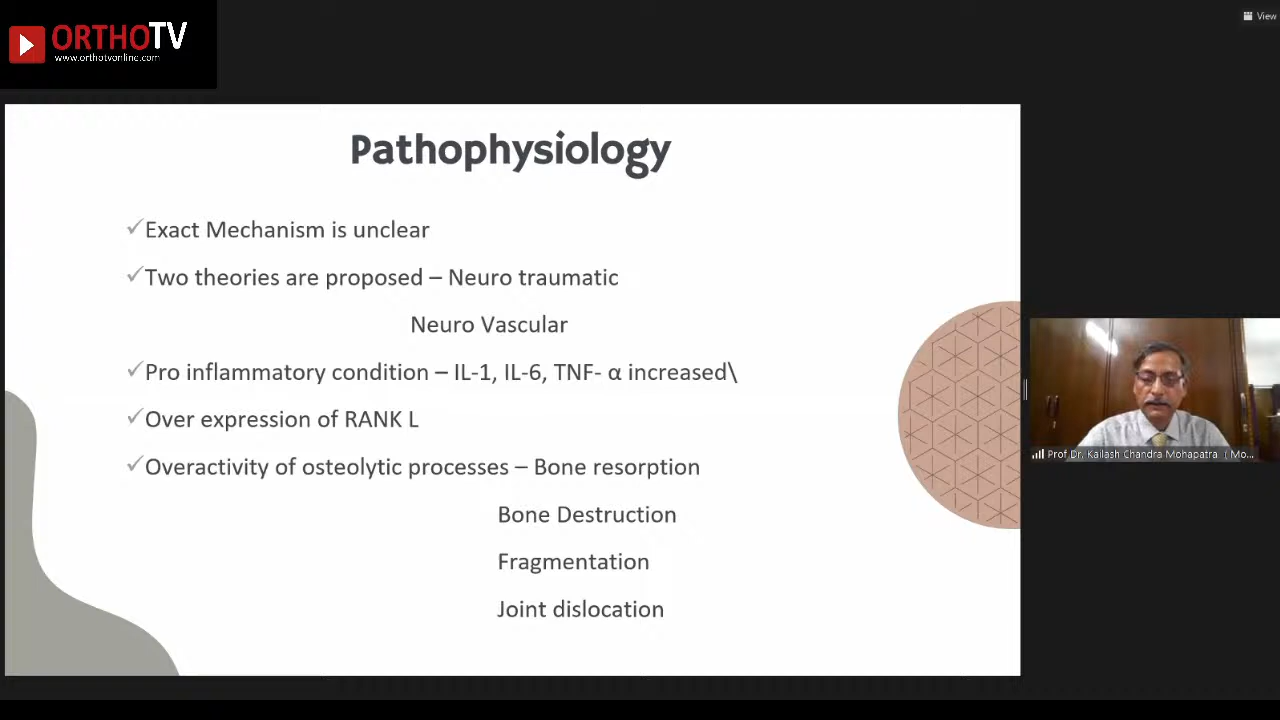 ORTHOTV
www.orthotvonline.com
View
Pathophysiology
✓Exact Mechanism is unclear
✓Two theories are proposed – Neuro traumatic
Neuro Vascular
✓Pro inflammatory condition – IL-1, IL-6, TNF- α increased\
✓Over expression of RANK L
✓Overactivity of osteolytic processes – Bone resorption
Bone Destruction
Fragmentation
Joint dislocation
Prof Dr. Kailash Chandra Mohapatra ( Mo...